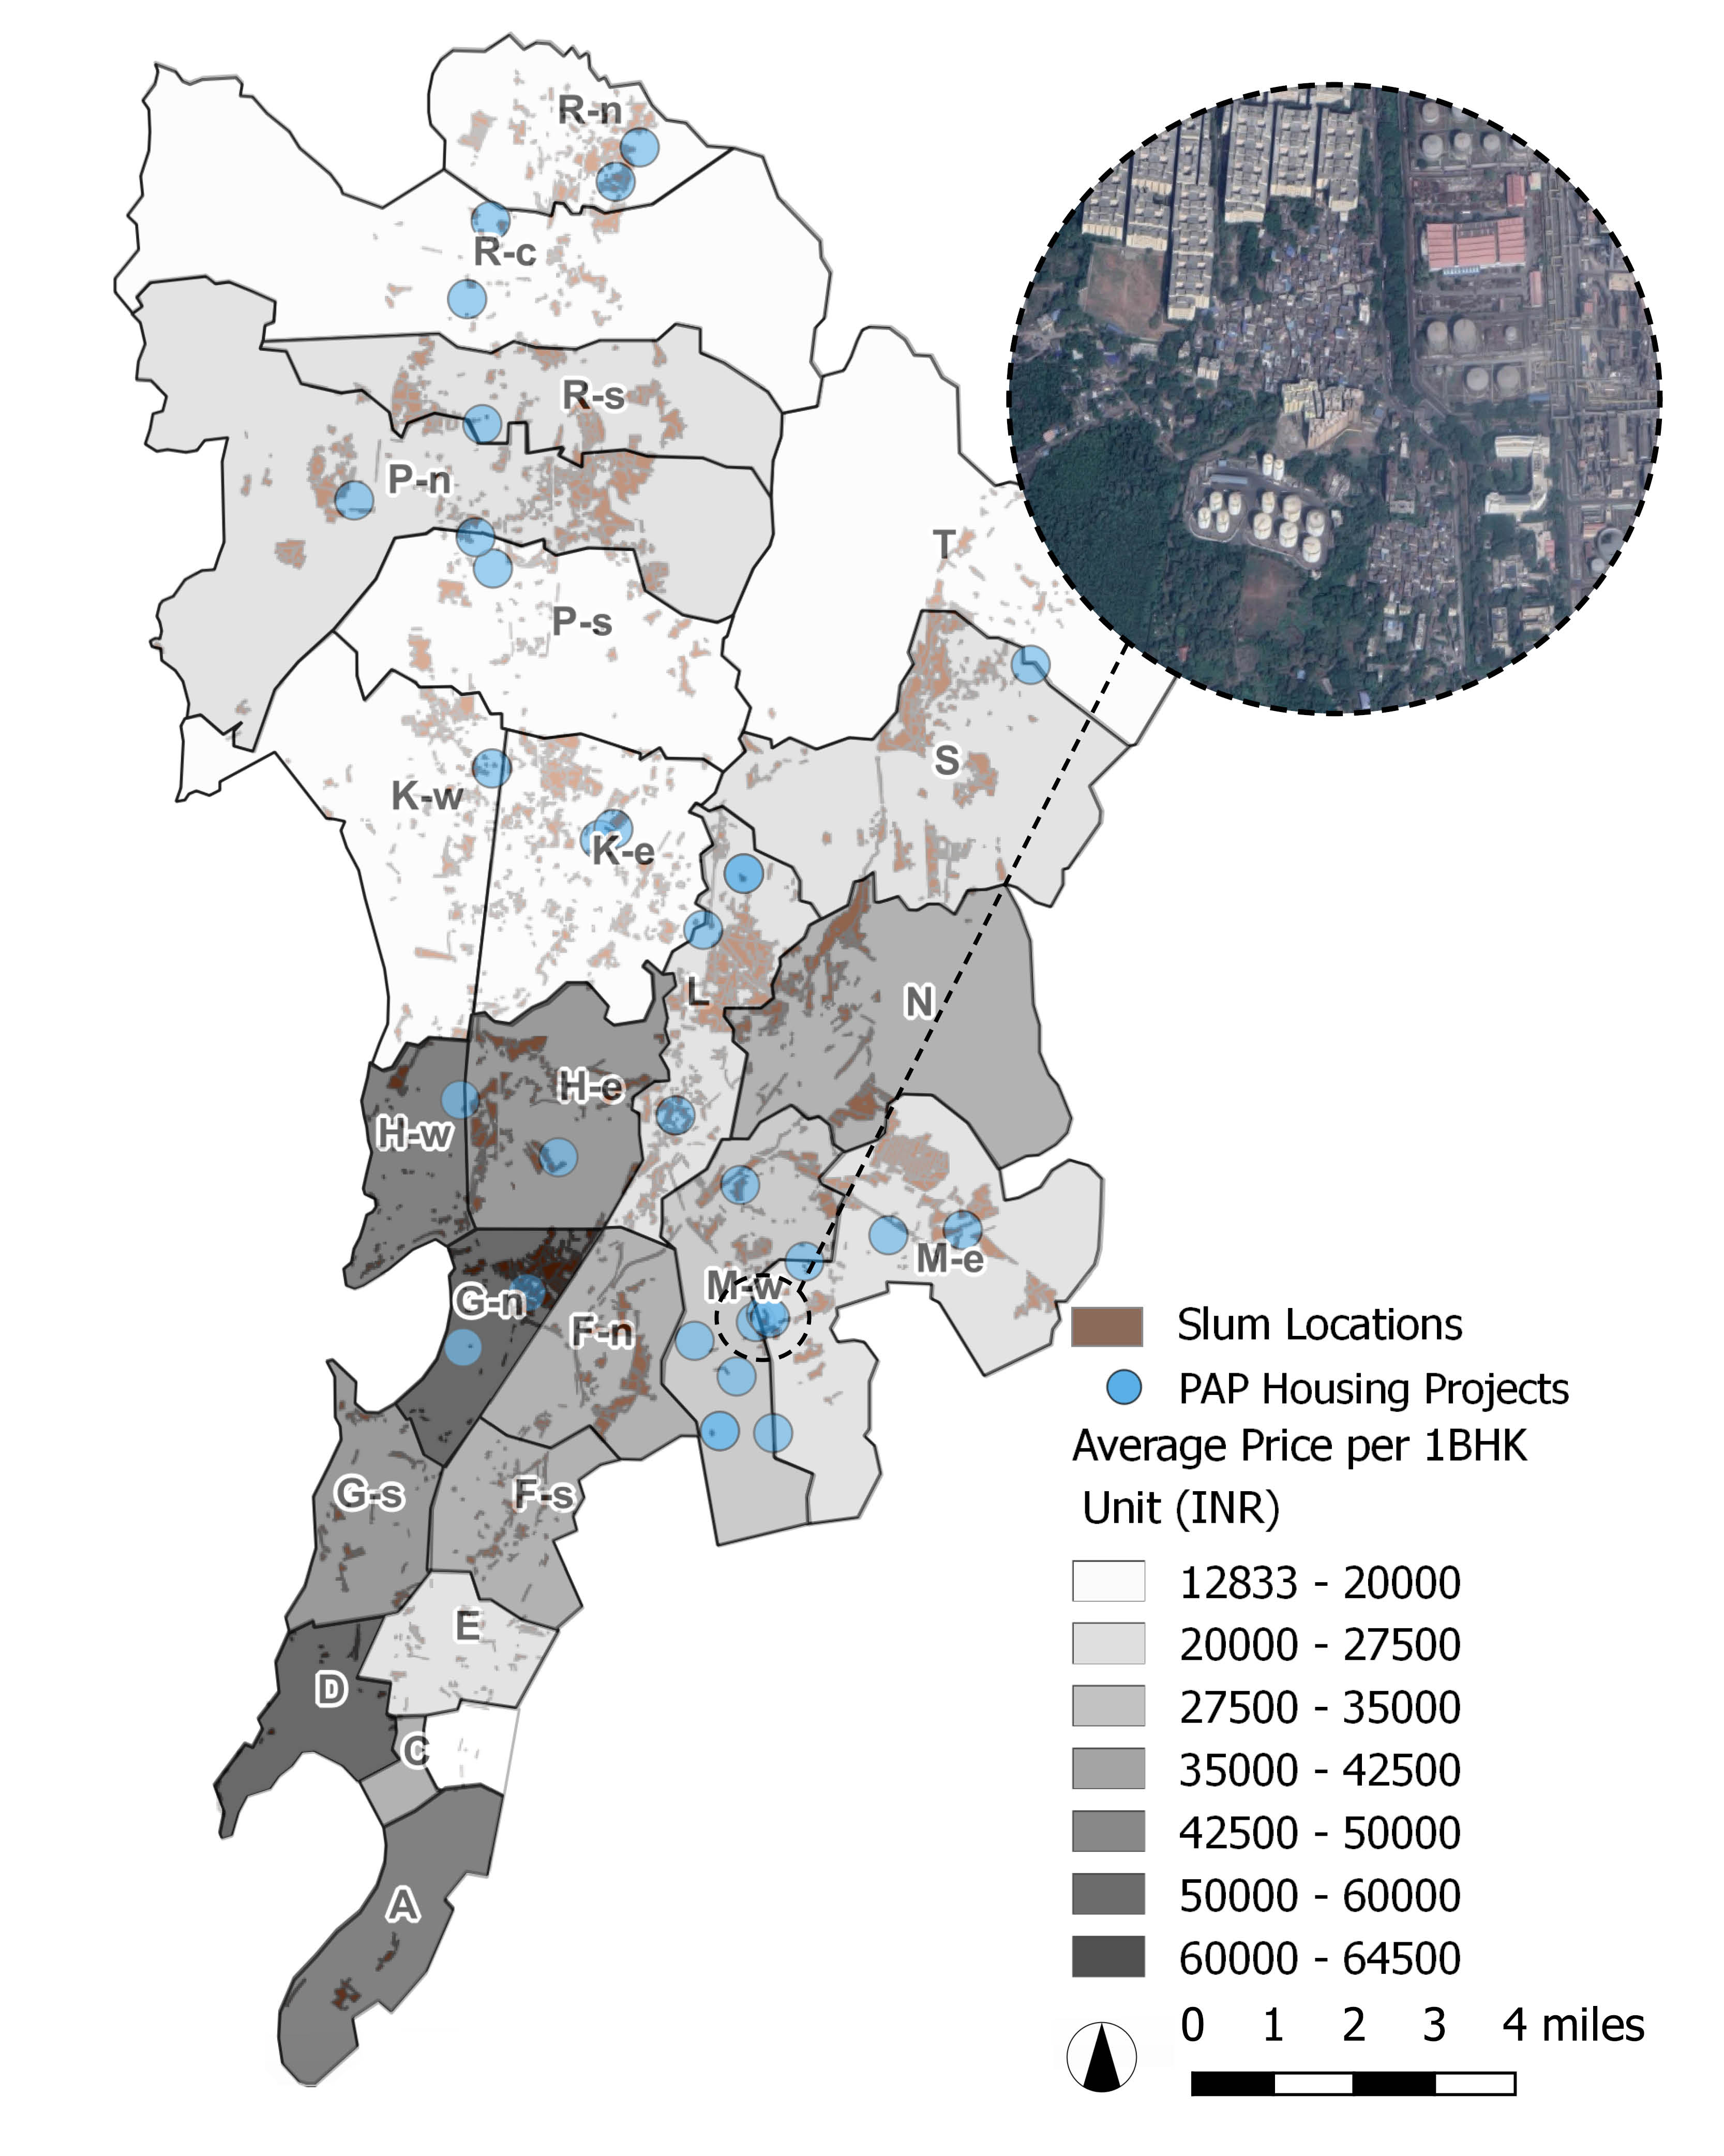 R-n
R-c
R-s
P-n
T
P-s
S
K-w
K-e
L
N
H-e
H-w
M-e
M-w
G-n
F-n
Slum Locations
PAP Housing Projects
Average Price per 1BHK
Unit (INR)
G-s
F-s
12833 - 20000
E
20000 - 27500
D
27500 - 35000
C
35000 - 42500
42500 - 50000
A
50000 - 60000
60000 - 64500
0 1 2 3 4 miles